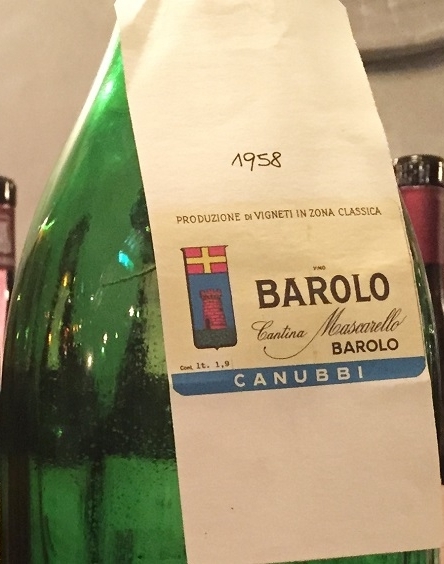 1958
PRODUZIONE DI VIGNETI IN ZONA CLASSICA
VINO
BAROLO
Cantina Mascarello
BAROLO
Cont. lt. 1,9
CANUBBI